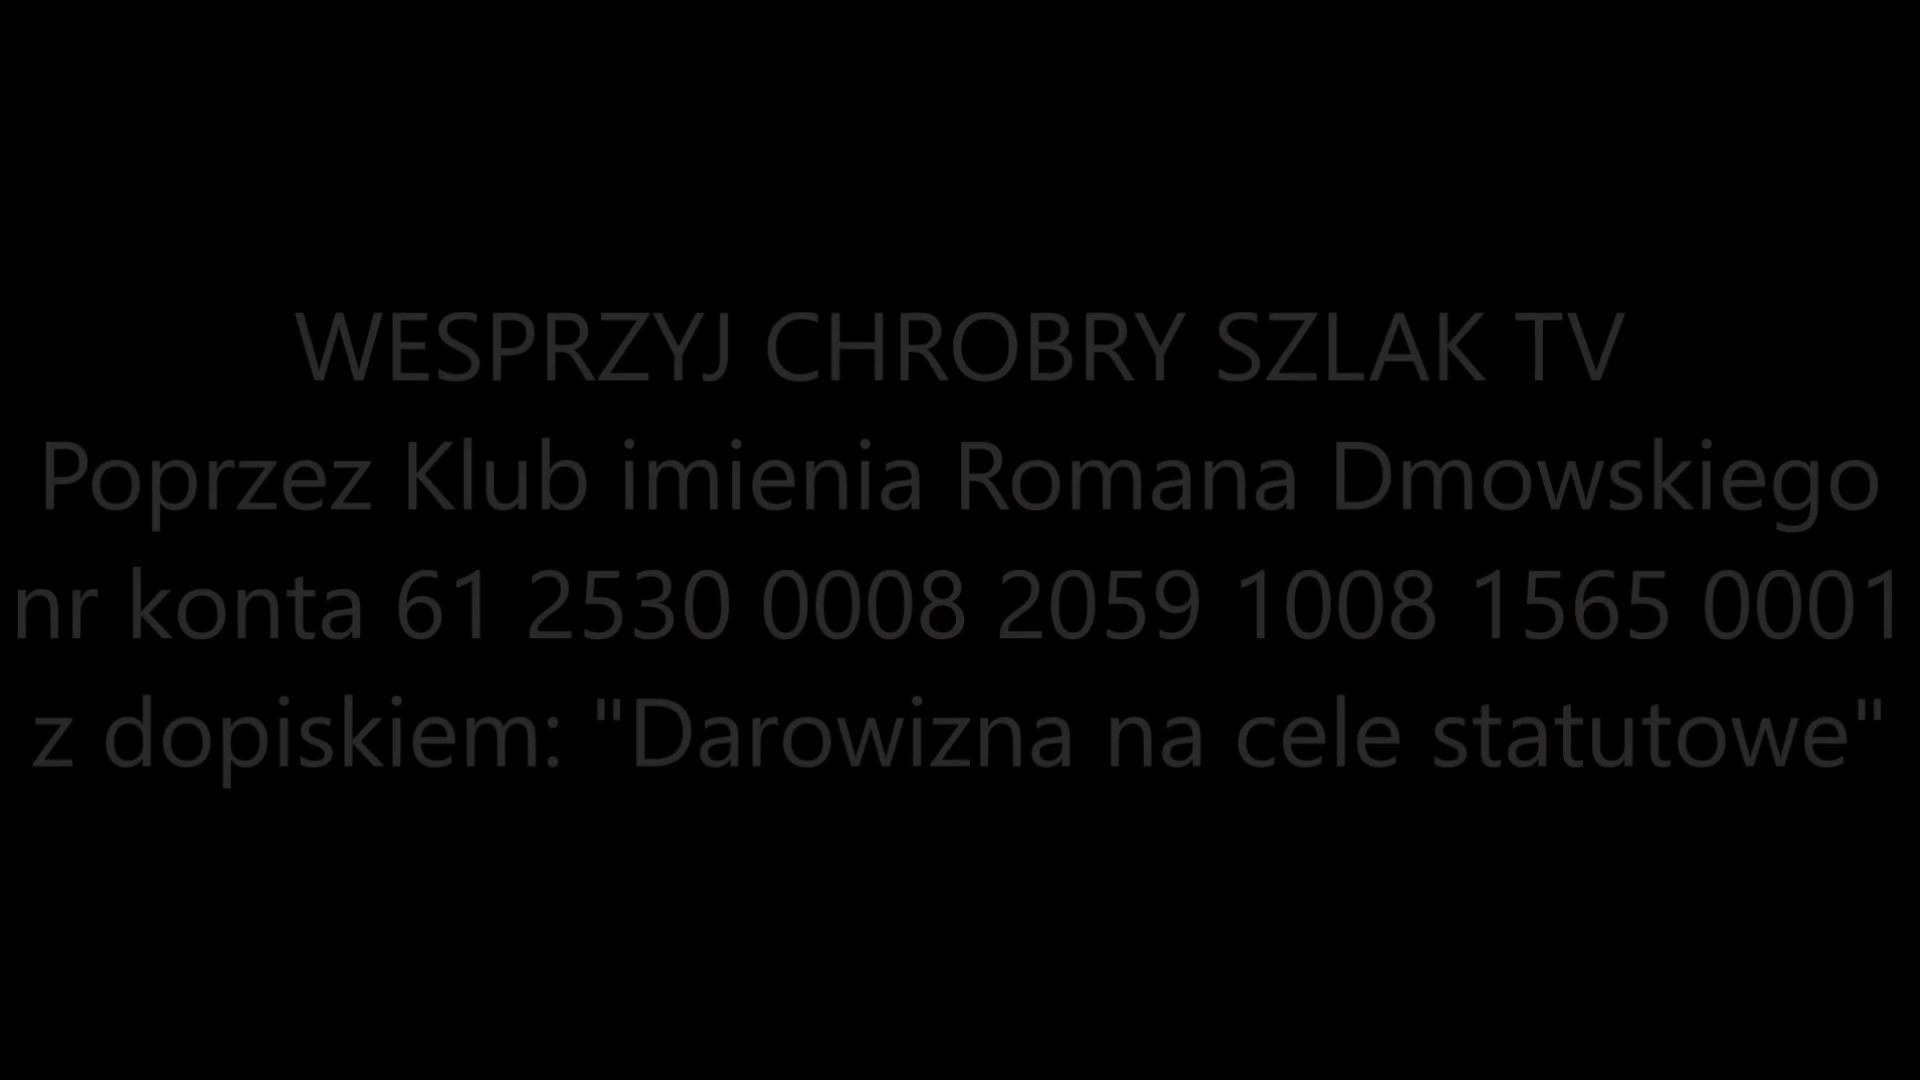 WESPRZYJ CHROBRY SZLAK TV
Poprzez Klub imienia Romana Dmowskiego
nr konta 61 2530 0008 2059 1008 1565 0001
z dopiskiem: "Darowizna na cele statutowe"